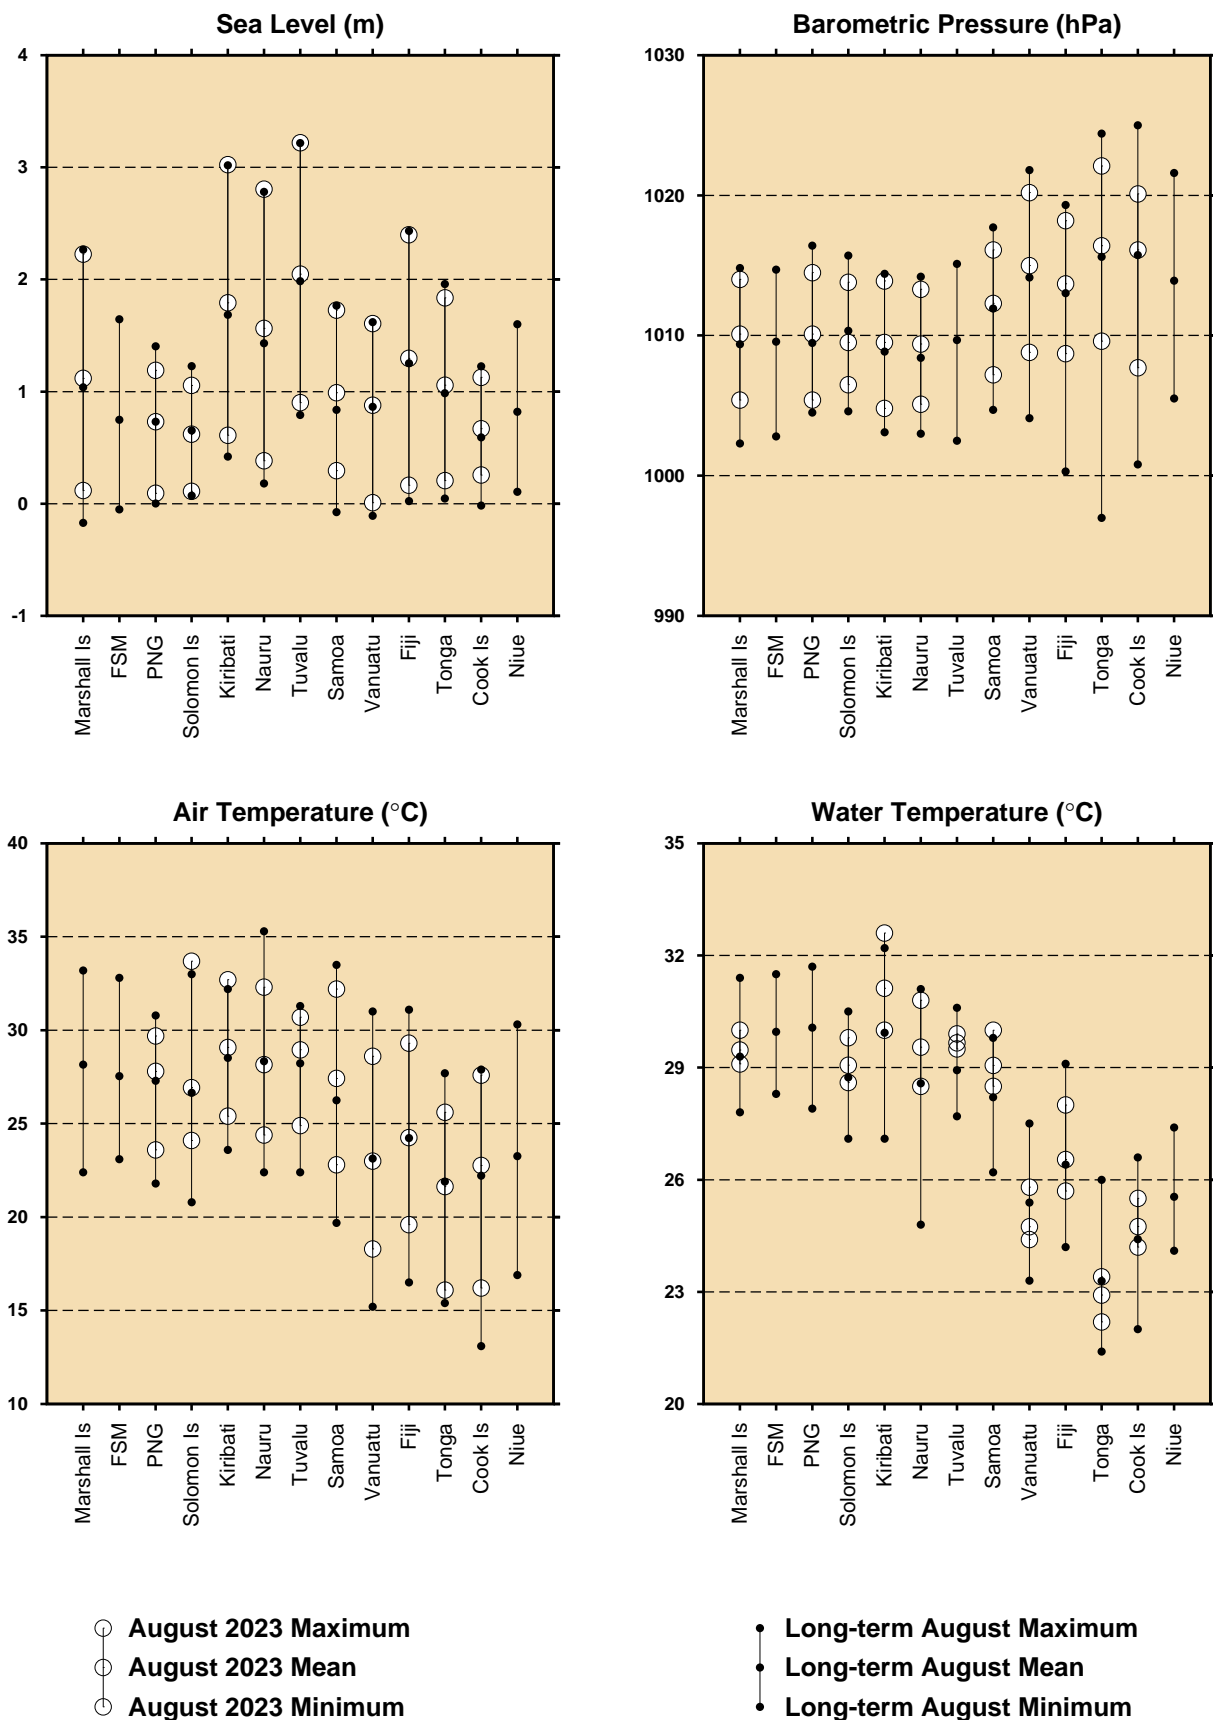 Sea Level (m)
4
3
2
1
0
-1
Marshall Is
FSM
PNG
Solomon Is
Kiribati
Nauru
Tuvalu
Samoa
Vanuatu
Fiji
Tonga
Cook Is
Niue
Barometric Pressure (hPa)
1030
1020
1010
1000
990
Marshall Is
FSM
PNG
Solomon Is
Kiribati
Nauru
Tuvalu
Samoa
Vanuatu
Fiji
Tonga
Cook Is
Niue
Air Temperature (°C)
40
35
30
25
20
15
10
Marshall Is
FSM
PNG
Solomon Is
Kiribati
Nauru
Tuvalu
Samoa
Vanuatu
Fiji
Tonga
Cook Is
Niue
Water Temperature (°C)
35
32
29
26
23
20
Marshall Is
FSM
PNG
Solomon Is
Kiribati
Nauru
Tuvalu
Samoa
Vanuatu
Fiji
Tonga
Cook Is
Niue
August 2023 Maximum
August 2023 Mean
August 2023 Minimum
Long-term August Maximum
Long-term August Mean
Long-term August Minimum